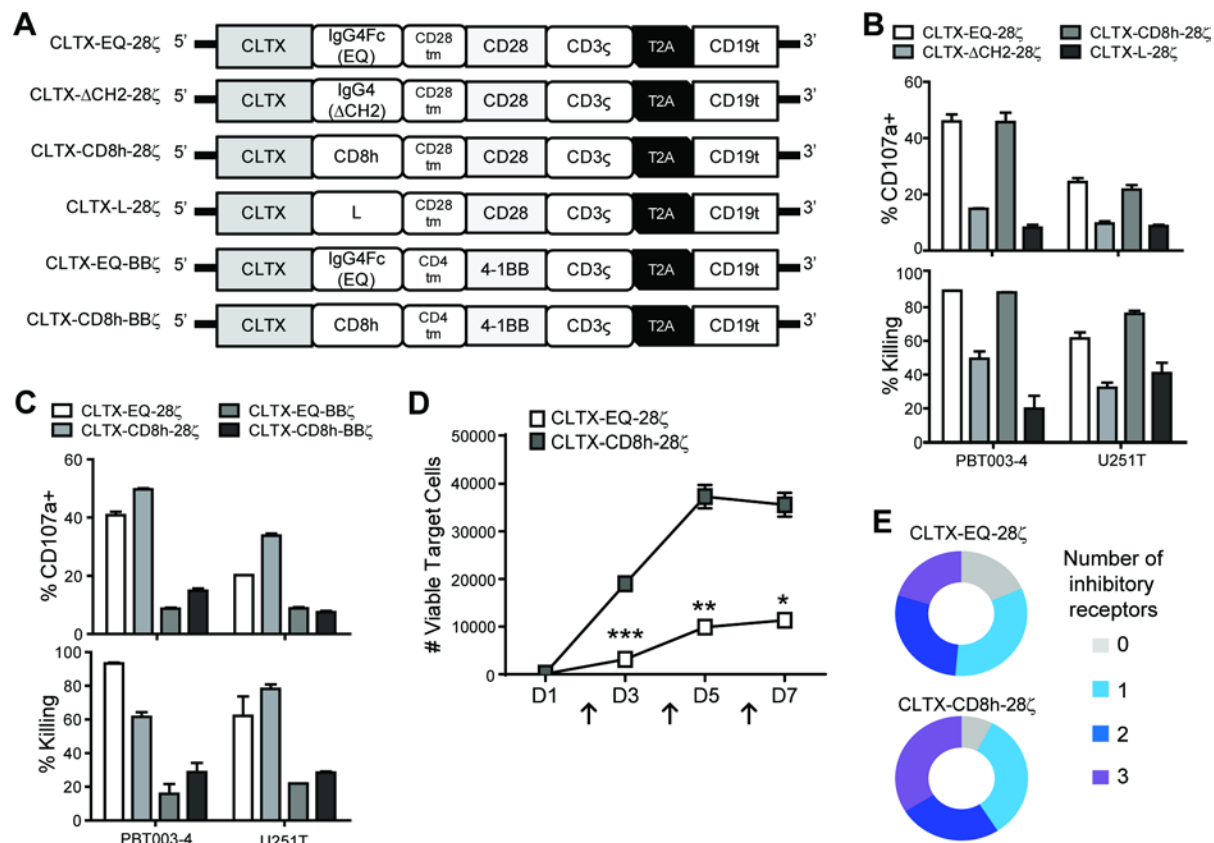 A
CLTX-EQ-28ζ 5' CLTX IgG4Fc (EQ) CD28 tm CD28 CD3ς T2A CD19t 3'
CLTX-ΔCH2-28ζ 5' CLTX IgG4 (ΔCH2) CD28 tm CD28 CD3ς T2A CD19t 3'
CLTX-CD8h-28ζ 5' CLTX CD8h CD28 tm CD28 CD3ς T2A CD19t 3'
CLTX-L-28ζ 5' CLTX L CD28 tm CD28 CD3ς T2A CD19t 3'
CLTX-EQ-BBζ 5' CLTX IgG4Fc (EQ) CD4 tm 4-1BB CD3ς T2A CD19t 3'
CLTX-CD8h-BBζ 5' CLTX CD8h CD4 tm 4-1BB CD3ς T2A CD19t 3'
B
CLTX-EQ-28ζ CLTX-CD8h-28ζ
CLTX-ΔCH2-28ζ CLTX-L-28ζ
% CD107a+
60
40
20
0
% Killing
100
80
60
40
20
0
PBT003-4 U251T
C
CLTX-EQ-28ζ CLTX-EQ-BBζ
CLTX-CD8h-28ζ CLTX-CD8h-BBζ
% CD107a+
60
40
20
0
% Killing
100
80
60
40
20
0
PBT003-4 U251T
D
CLTX-EQ-28ζ
CLTX-CD8h-28ζ
# Viable Target Cells
50000
40000
30000
20000
10000
0
*** ** *
D1 D3 D5 D7
↑ ↑ ↑
E
CLTX-EQ-28ζ
CLTX-CD8h-28ζ
Number of
inhibitory
receptors
0
1
2
3